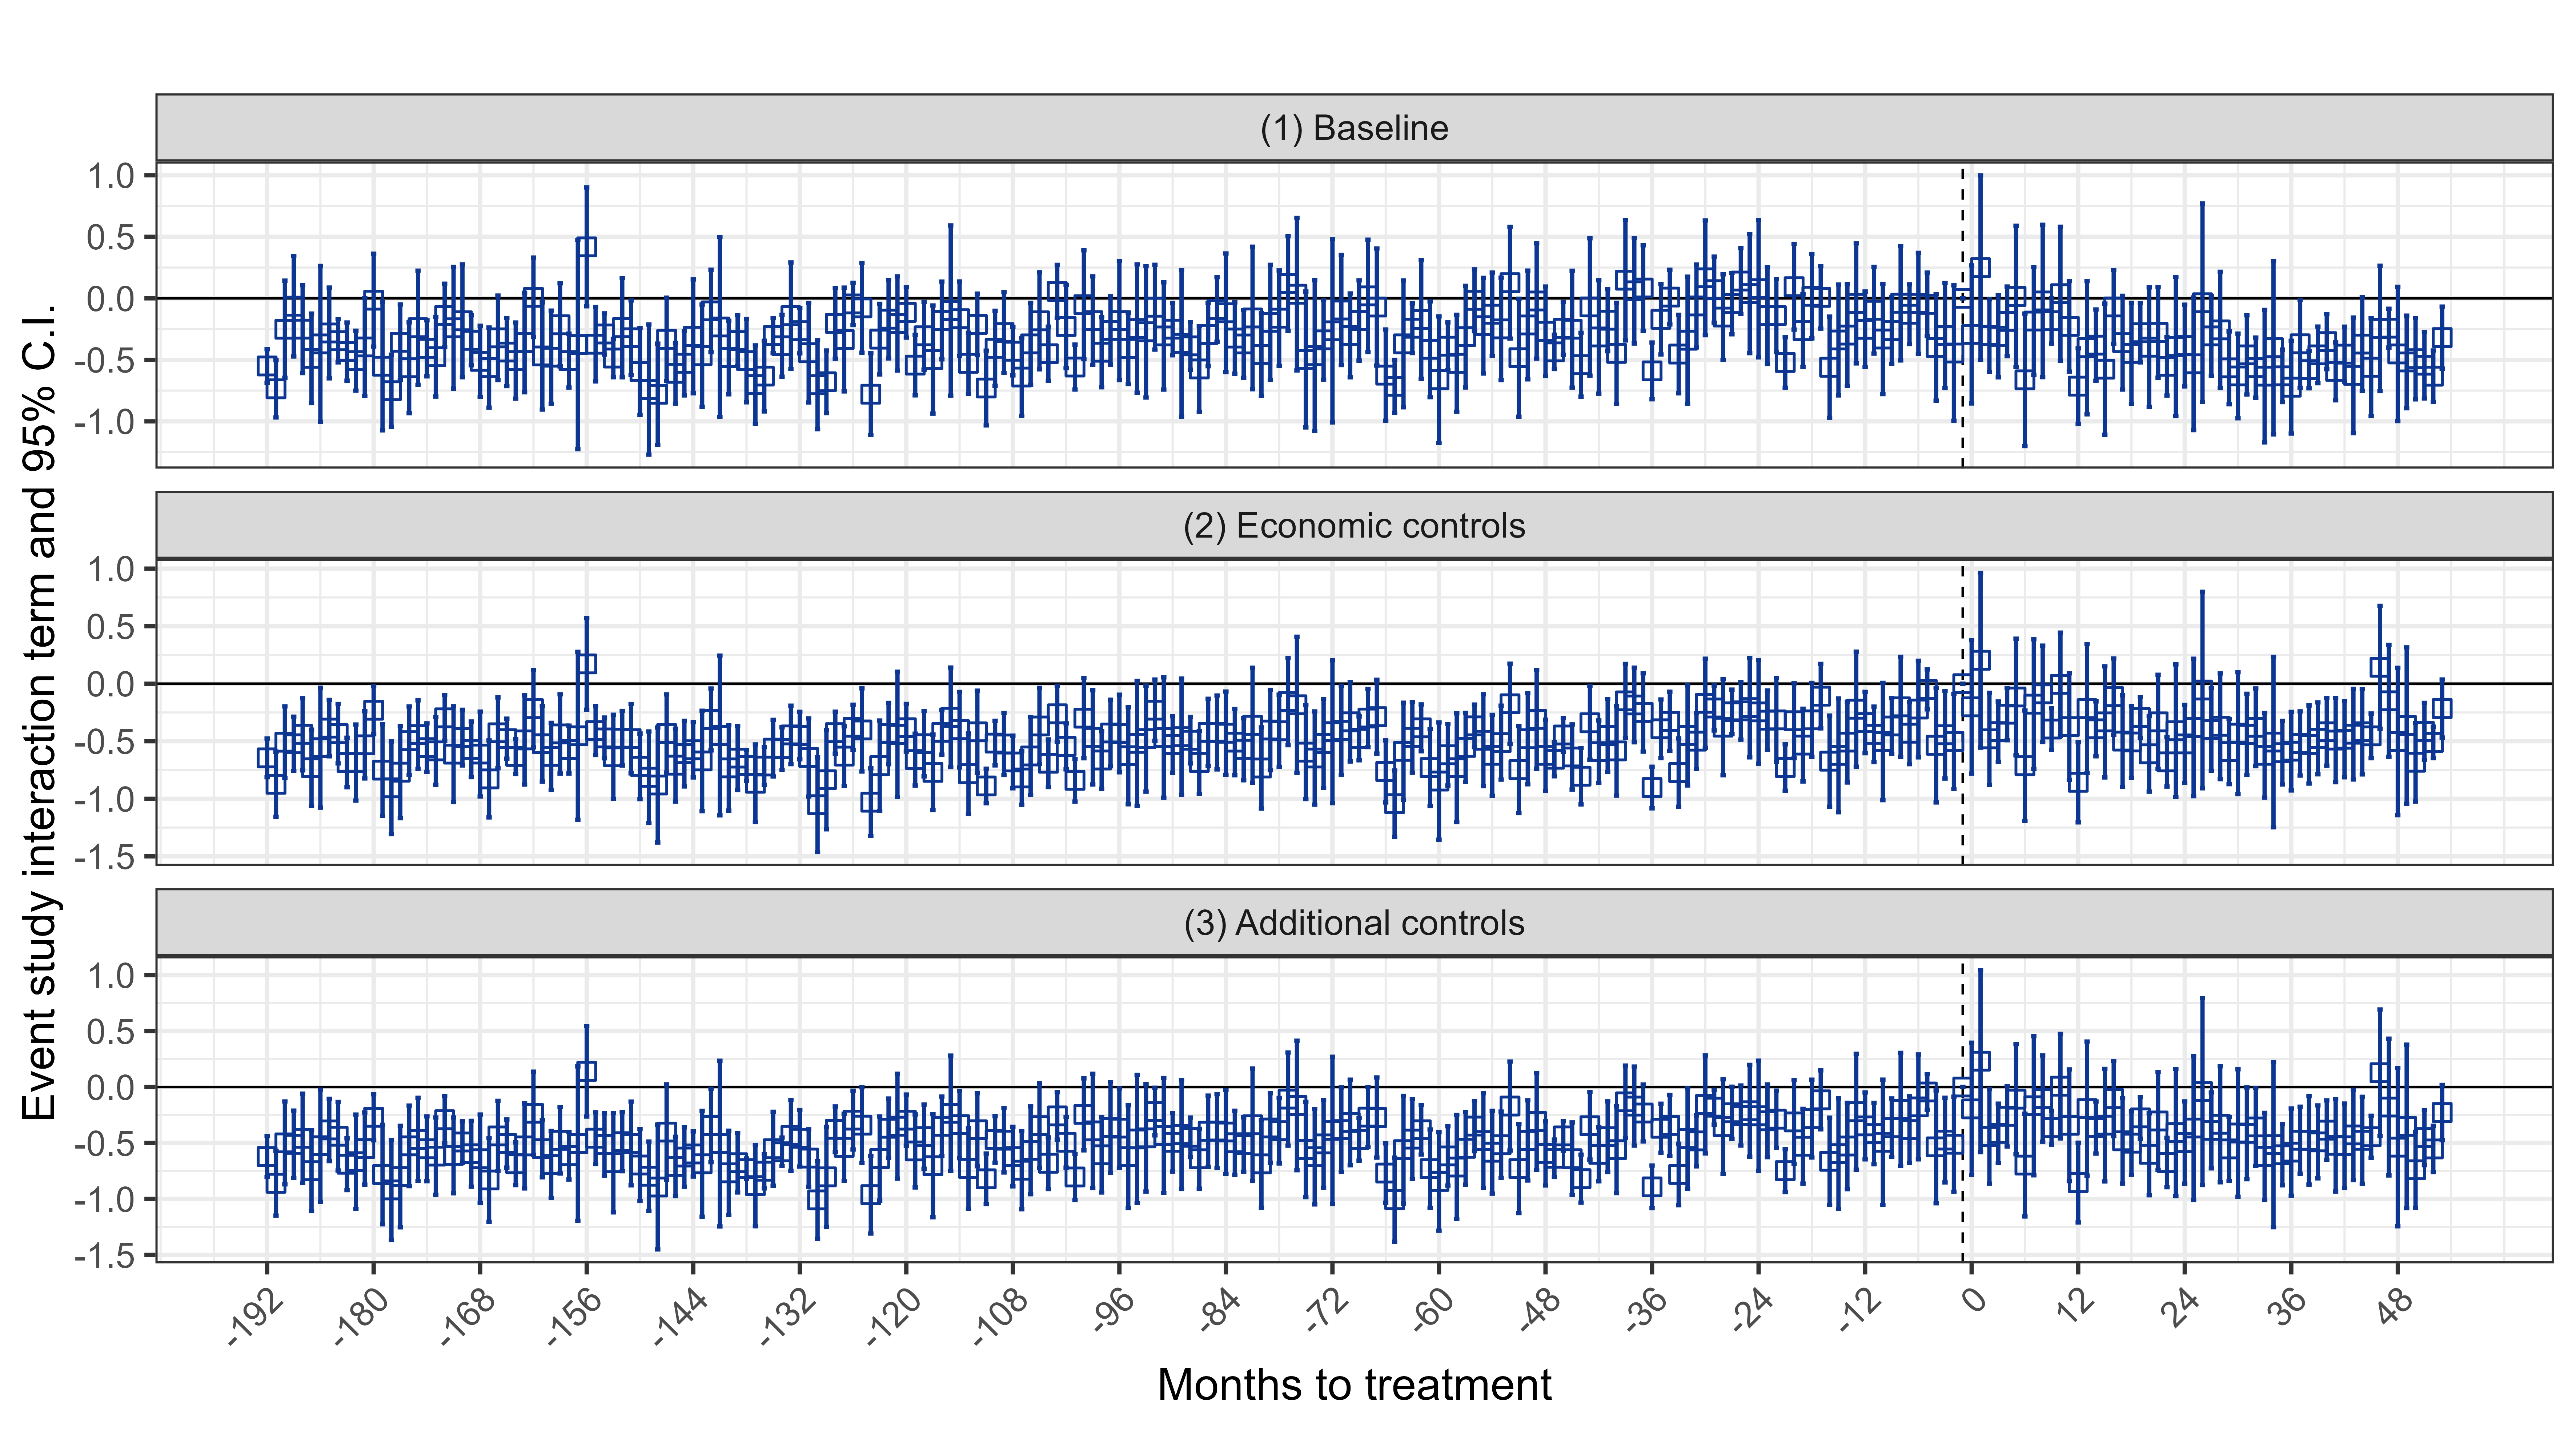 (1) Baseline
1.0
0.5
0.0
-0.5
-1.0
(2) Economic controls
1.0
0.5
0.0
-0.5
-1.0
-1.5
(3) Additional controls
1.0
0.5
0.0
-0.5
-1.0
-1.5
Event study interaction term and 95% C.I.
-192 -180 -168 -156 -144 -132 -120 -108 -96 -84 -72 -60 -48 -36 -24 -12 0 12 24 36 48
Months to treatment